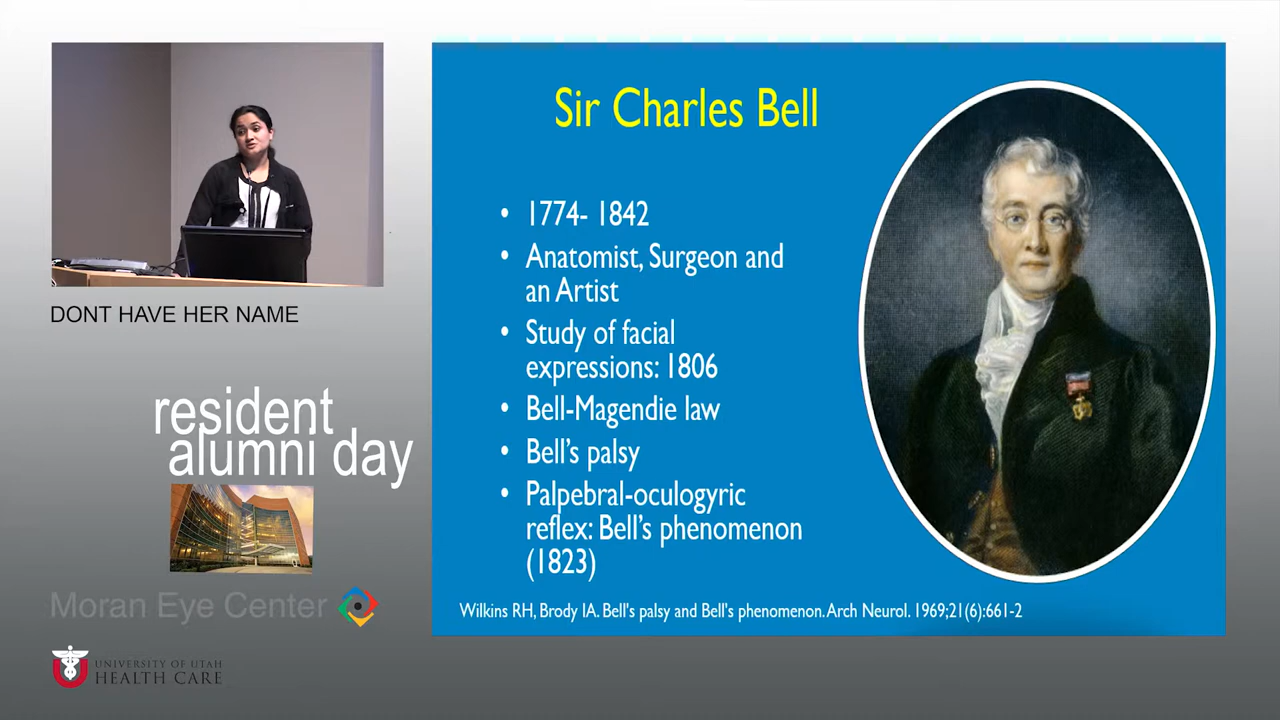 Sir Charles Bell
• 1774- 1842
• Anatomist, Surgeon and
an Artist
• Study of facial
expressions: 1806
• Bell-Magendie law
• Bell's palsy
• Palpebral-oculogyric
reflex: Bell's phenomenon
(1823)
Wilkins RH, Brody IA. Bell's palsy and Bell's phenomenon. Arch Neurol. 1969;21(6):661-2
DONT HAVE HER NAME
resident
alumni day
Moran Eye Center
UNIVERSITY OF UTAH
HEALTH CARE